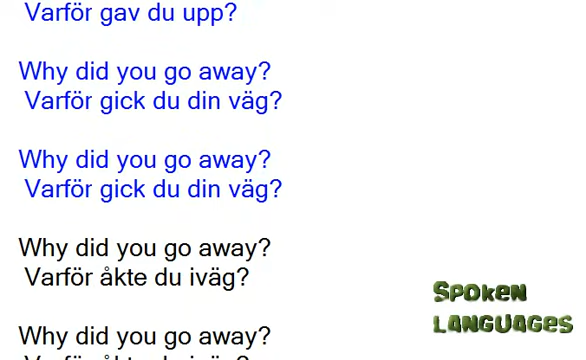 Varför gav du upp?
Why did you go away?
Varför gick du din väg?
Why did you go away?
Varför gick du din väg?
Why did you go away?
Varför åkte du iväg?
Why did you go away?
Spoken
Languages